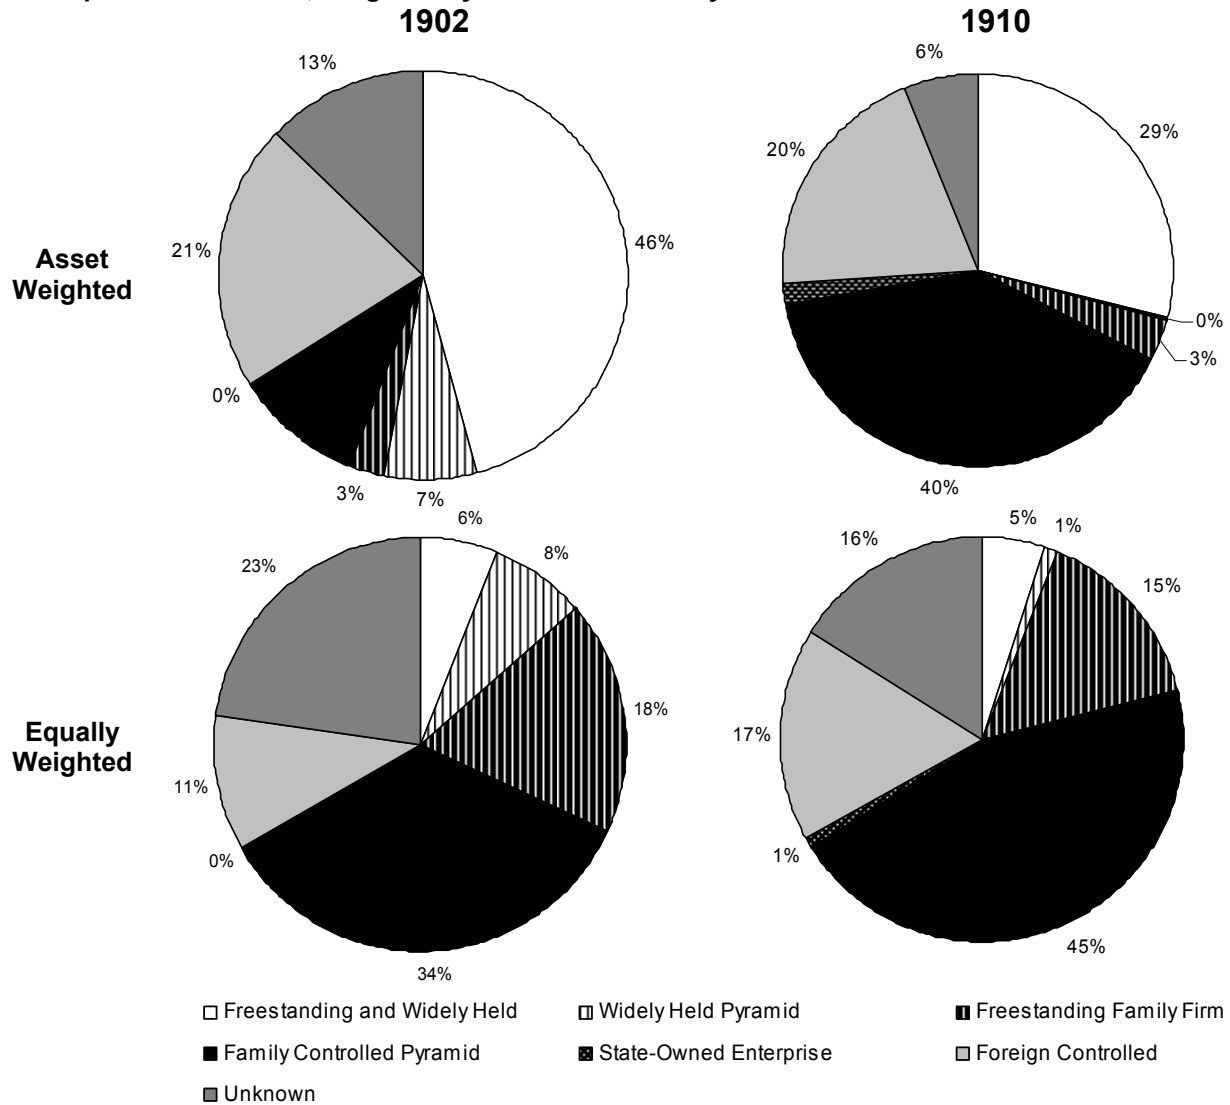 1902
1910
13%
6%
29%
20%
46%
21%
Asset
Weighted
0%
3%
0%
3%
7%
40%
6%
5%
1%
8%
16%
23%
15%
18%
Equally
Weighted
17%
11%
1%
0%
45%
34%
Freestanding and Widely Held
Widely Held Pyramid
Freestanding Family Firm
Family Controlled Pyramid
State-Owned Enterprise
Foreign Controlled
Unknown